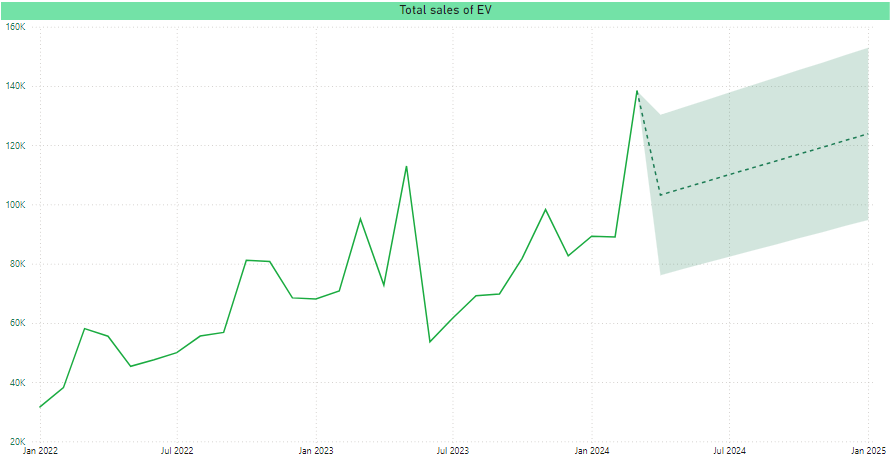 Total sales of EV
160K
140K
120K
100K
80K
60K
40K
20K
Jan 2022 Jul 2022 Jan 2023 Jul 2023 Jan 2024 Jul 2024 Jan 2025